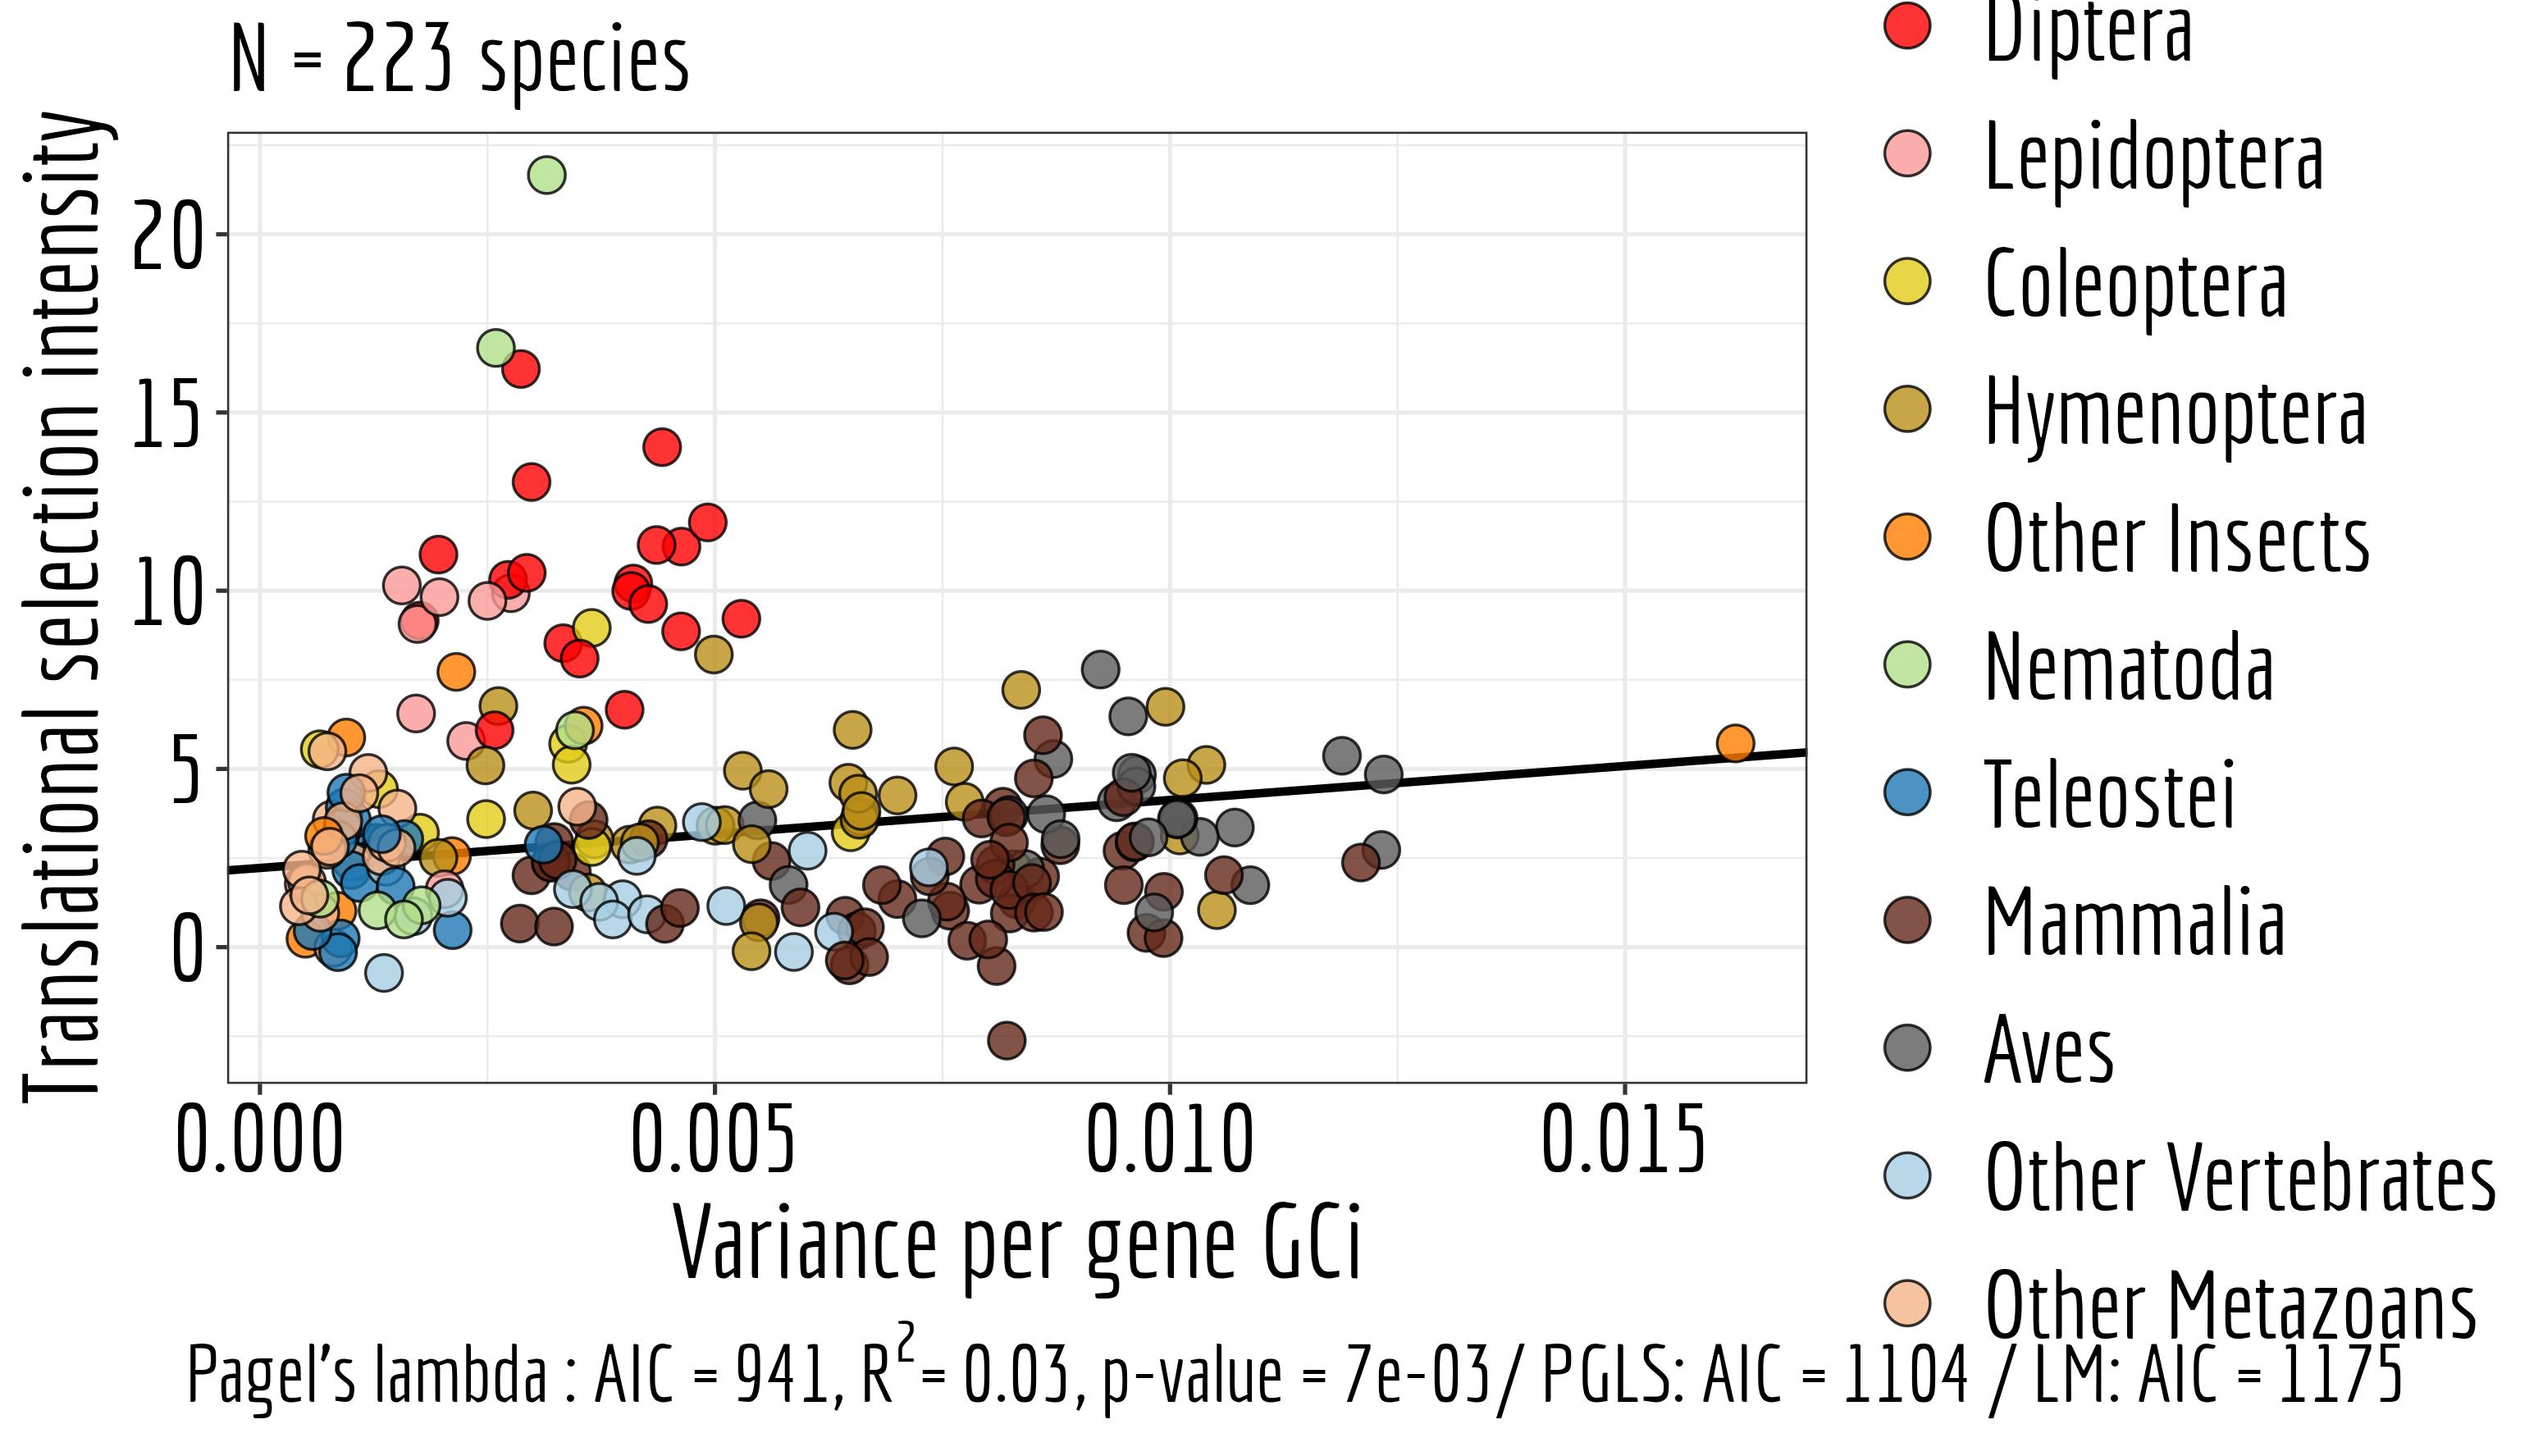 N = 223 species
Translational selection intensity
20
15
10
5
0
0.000
0.005
0.010
0.015
Variance per gene GCi
Diptera
Lepidoptera
Coleoptera
Hymenoptera
Other Insects
Nematoda
Teleostei
Mammalia
Aves
Other Vertebrates
Other Metazoans
Pagel's lambda : AIC = 941, R²= 0.03, p-value = 7e-03/ PGLS: AIC = 1104 / LM: AIC = 1175